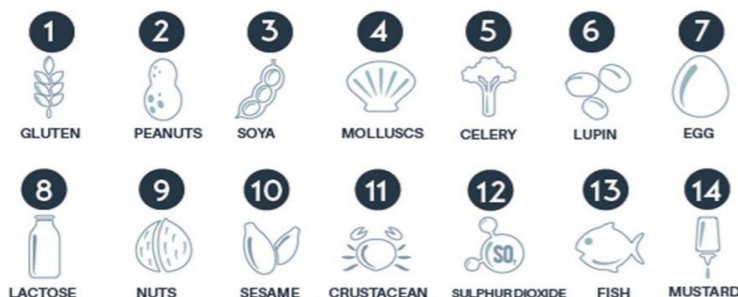 1 2 3 4 5 6 7
GLUTEN PEANUTS SOYA MOLLUSCS CELERY LUPIN EGG
8 9 10 11 12 13 14
SO₂
LACTOSE NUTS SESAME CRUSTACEAN SULPHUR DIOXIDE FISH MUSTARD